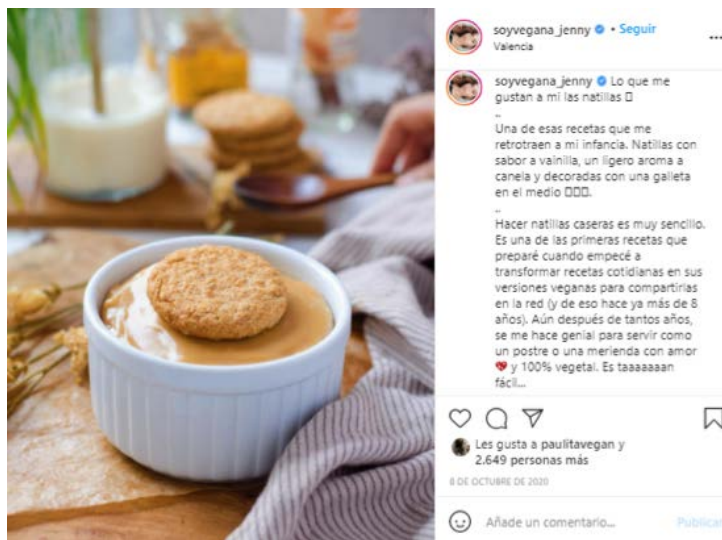 soyvegana_jenny • Seguir
Valencia
soyvegana_jenny Lo que me
gustan a mi las natillas
..
Una de esas recetas que me
retrotraen a mi infancia. Natillas con
sabor a vainilla, un ligero aroma a
canela y decoradas con una galleta
en el medio
..
Hacer natillas caseras es muy sencillo.
Es una de las primeras recetas que
preparé cuando empecé a
transformar recetas cotidianas en sus
versiones veganas para compartirlas
en la red (y de eso hace ya más de 8
años). Aún después de tantos años,
se me hace genial para servir como
un postre o una merienda con amor
💖 y 100% vegetal. Es taaaaaaan
fácil...
Les gusta a paulitavegan y
2.649 personas más
6 DE OCTUBRE DE 2020
Añade un comentario... Publicar